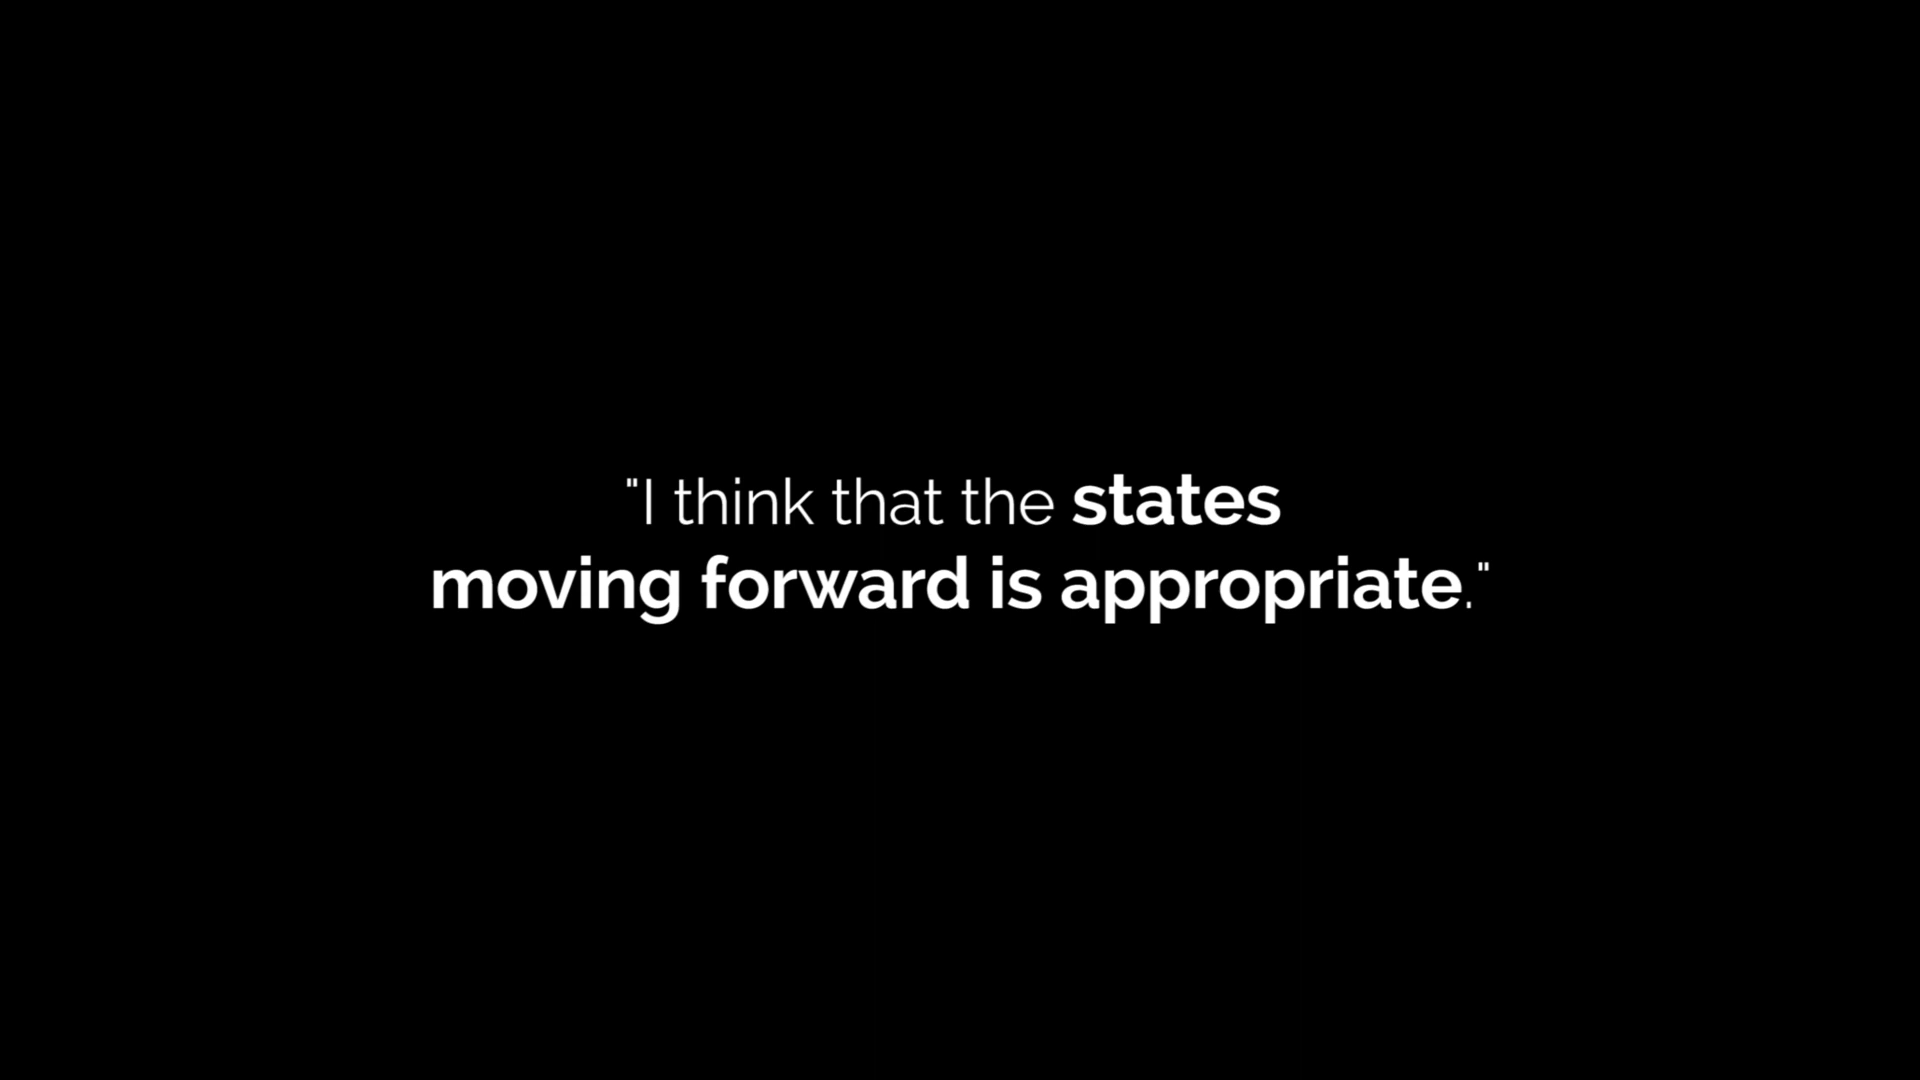 "I think that the states
moving forward is appropriate."